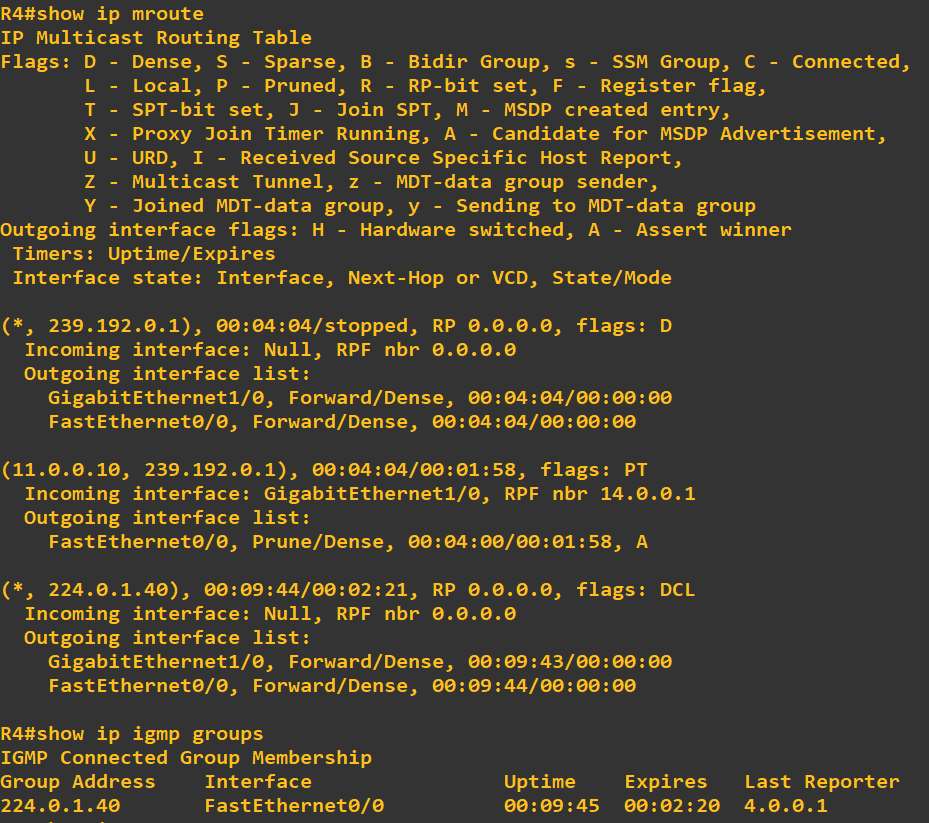 R4#show ip mroute
IP Multicast Routing Table
Flags: D - Dense, S - Sparse, B - Bidir Group, s - SSM Group, C - Connected,
       L - Local, P - Pruned, R - RP-bit set, F - Register flag,
       T - SPT-bit set, J - Join SPT, M - MSDP created entry,
       X - Proxy Join Timer Running, A - Candidate for MSDP Advertisement,
       U - URD, I - Received Source Specific Host Report,
       Z - Multicast Tunnel, z - MDT-data group sender,
       Y - Joined MDT-data group, y - Sending to MDT-data group
Outgoing interface flags: H - Hardware switched, A - Assert winner
 Timers: Uptime/Expires
 Interface state: Interface, Next-Hop or VCD, State/Mode

(*, 239.192.0.1), 00:04:04/stopped, RP 0.0.0.0, flags: D
  Incoming interface: Null, RPF nbr 0.0.0.0
  Outgoing interface list:
    GigabitEthernet1/0, Forward/Dense, 00:04:04/00:00:00
    FastEthernet0/0, Forward/Dense, 00:04:04/00:00:00

(11.0.0.10, 239.192.0.1), 00:04:04/00:01:58, flags: PT
  Incoming interface: GigabitEthernet1/0, RPF nbr 14.0.0.1
  Outgoing interface list:
    FastEthernet0/0, Prune/Dense, 00:04:00/00:01:58, A

(*, 224.0.1.40), 00:09:44/00:02:21, RP 0.0.0.0, flags: DCL
  Incoming interface: Null, RPF nbr 0.0.0.0
  Outgoing interface list:
    GigabitEthernet1/0, Forward/Dense, 00:09:43/00:00:00
    FastEthernet0/0, Forward/Dense, 00:09:44/00:00:00

R4#show ip igmp groups
IGMP Connected Group Membership
Group Address    Interface                Uptime    Expires   Last Reporter
224.0.1.40       FastEthernet0/0          00:09:45  00:02:20  4.0.0.1